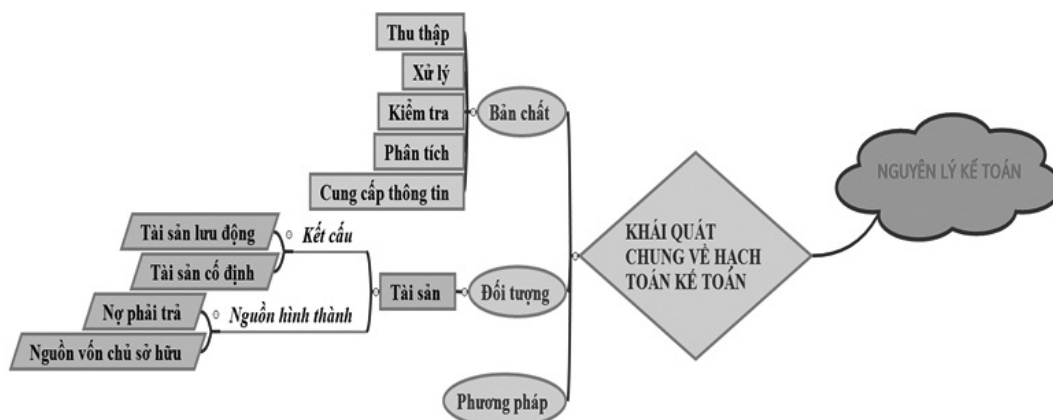 Thu thập
Xử lý
Kiểm tra
Phân tích
Cung cấp thông tin
Bản chất
Tài sản lưu động
Tài sản cố định
Kết cấu
Nợ phải trả
Nguồn vốn chủ sở hữu
Nguồn hình thành
Tài sản
Đối tượng
Phương pháp
KHÁI QUÁT
CHUNG VỀ HẠCH
TOÁN KẾ TOÁN
NGUYÊN LÝ KẾ TOÁN